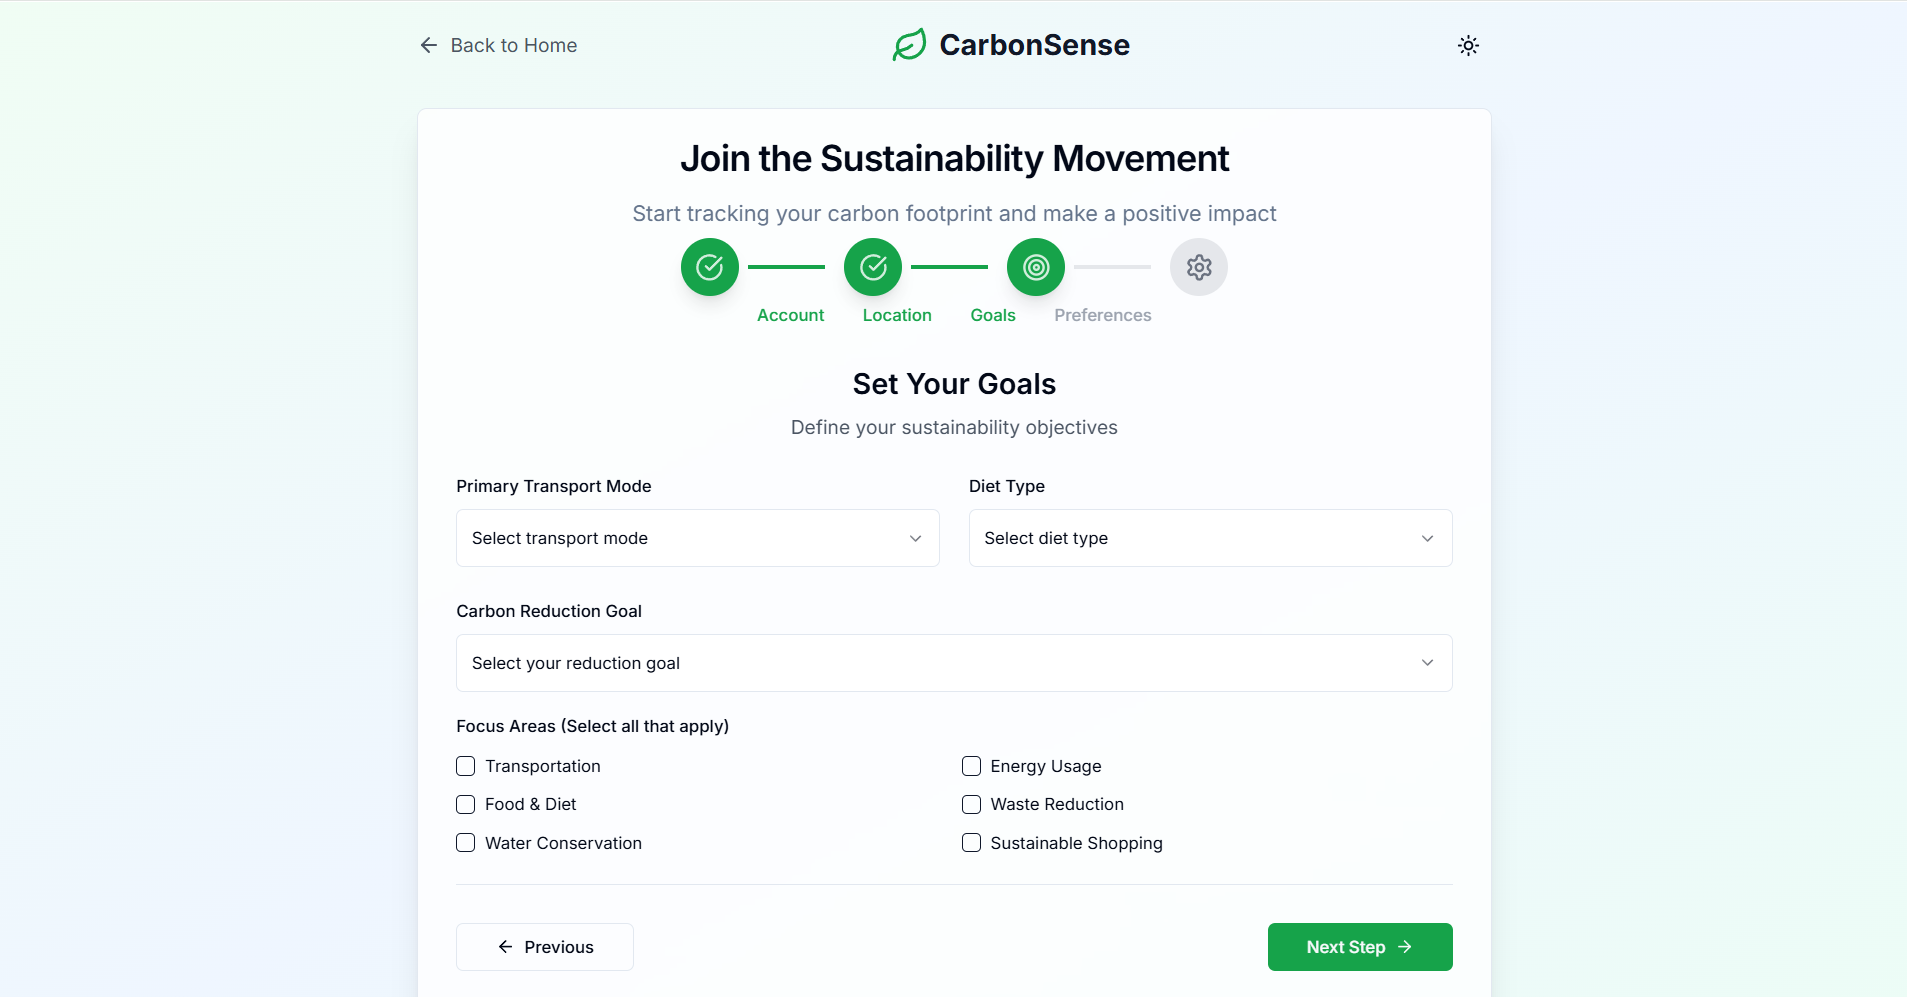 Back to Home
CarbonSense
Join the Sustainability Movement
Start tracking your carbon footprint and make a positive impact
Account Location Goals Preferences
Set Your Goals
Define your sustainability objectives
Primary Transport Mode
Select transport mode
Diet Type
Select diet type
Carbon Reduction Goal
Select your reduction goal
Focus Areas (Select all that apply)
Transportation
Energy Usage
Food & Diet
Waste Reduction
Water Conservation
Sustainable Shopping
Previous
Next Step